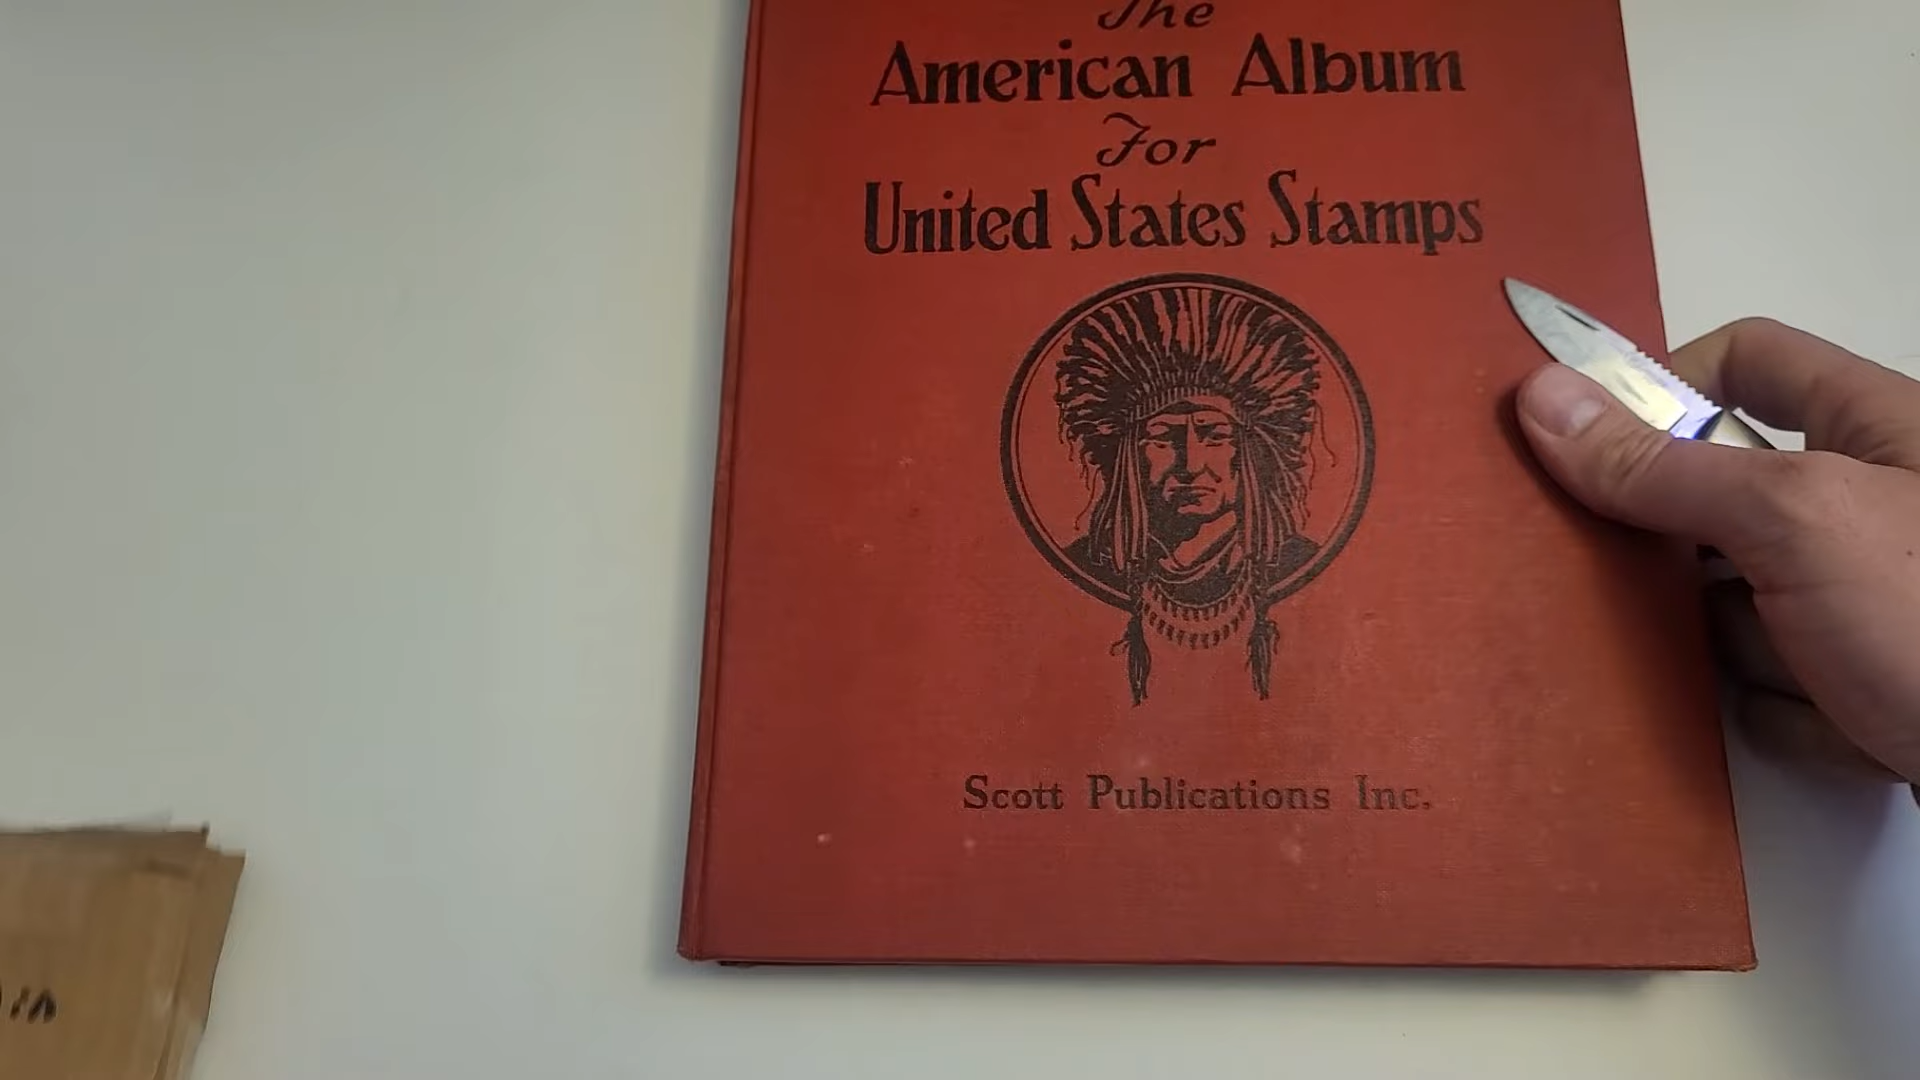 The
American Album
For
United States Stamps
Scott Publications Inc.